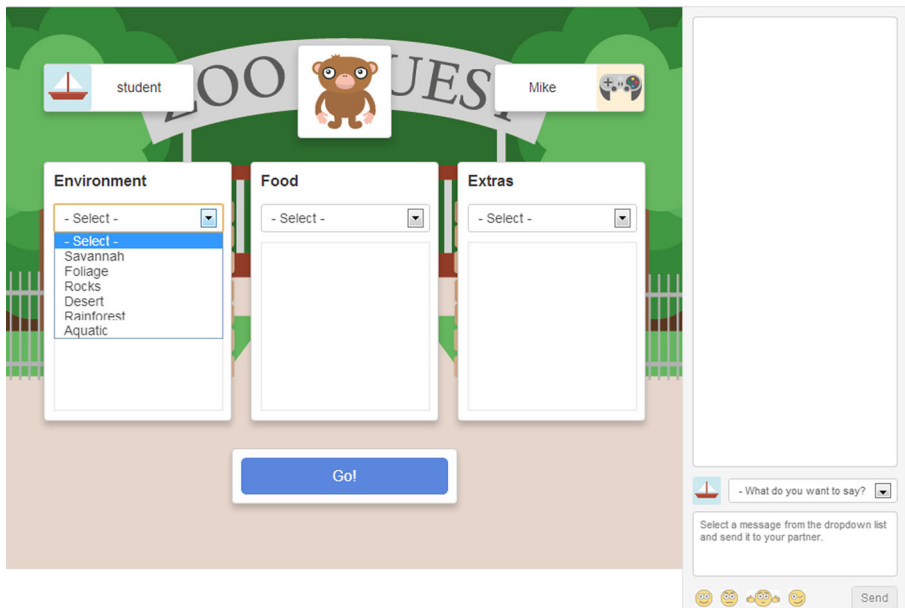 ZOO QUEST
student
Mike
Environment
Food
Extras
- Select -
- Select -
- Select -
- Select -
Savannah
Foliage
Rocks
Desert
Rainforest
Aquatic
Go!
- What do you want to say?
Select a message from the dropdown list
and send it to your partner.
Send